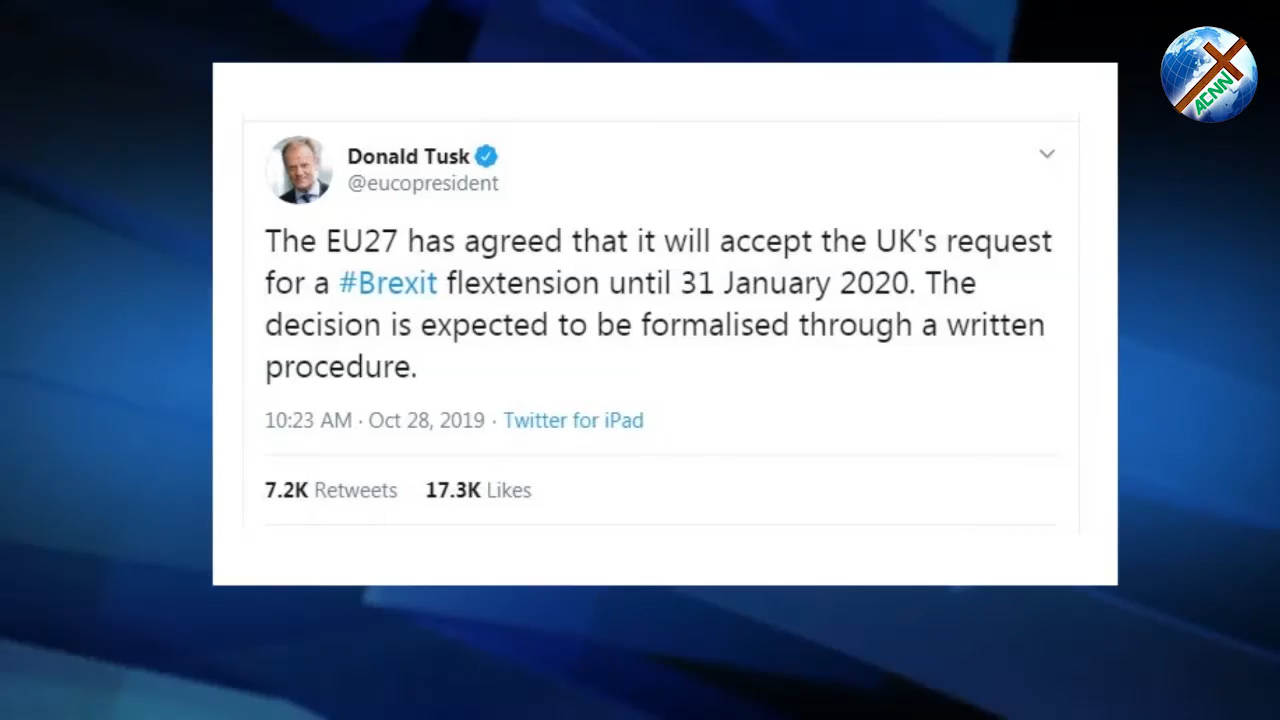 ACNN
Donald Tusk
@eucopresident
The EU27 has agreed that it will accept the UK's request
for a #Brexit flextension until 31 January 2020. The
decision is expected to be formalised through a written
procedure.
10:23 AM · Oct 28, 2019 · Twitter for iPad
7.2K Retweets 17.3K Likes